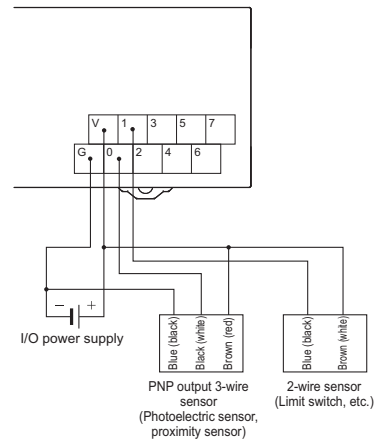 V 1 3 5 7
G 0 2 4 6
− +
I/O power supply
Blue (black)
Black (white)
Brown (red)
Blue (black)
Brown (white)
PNP output 3-wire
sensor
(Photoelectric sensor,
proximity sensor)
2-wire sensor
(Limit switch, etc.)